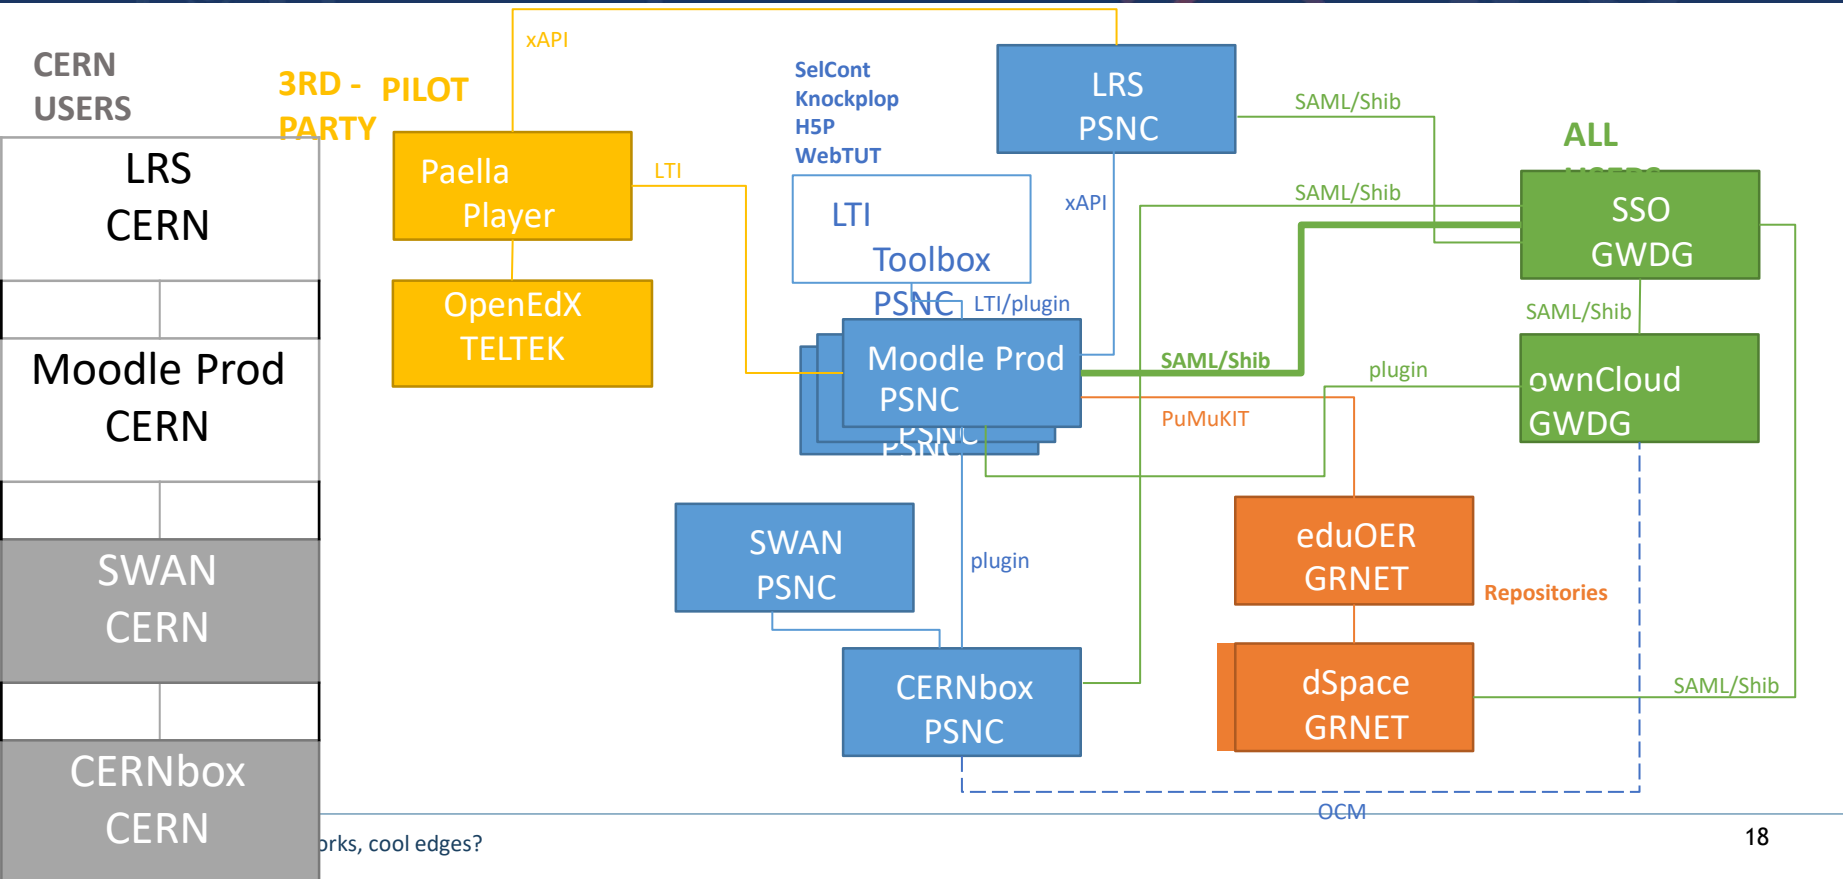 CERN
USERS
3RD -
PARTY
PILOT
xAPI
SelCont
Knockplop
H5P
WebTUT
LRS
PSNC
SAML/Shib
ALL
LRS
CERN
Paella
Player
LTI
LTI
Toolbox
PSNC
xAPI
SAML/Shib
SSO
GWDG
OpenEdX
TELTEK
LTI/plugin
SAML/Shib
Moodle Prod
CERN
Moodle Prod
PSNC
PSNC
PSNC
SAML/Shib
plugin
ownCloud
GWDG
PuMuKIT
SWAN
CERN
SWAN
PSNC
plugin
eduOER
GRNET
Repositories
CERNbox
PSNC
dSpace
GRNET
SAML/Shib
CERNbox
CERN
OCM
orks, cool edges?
18